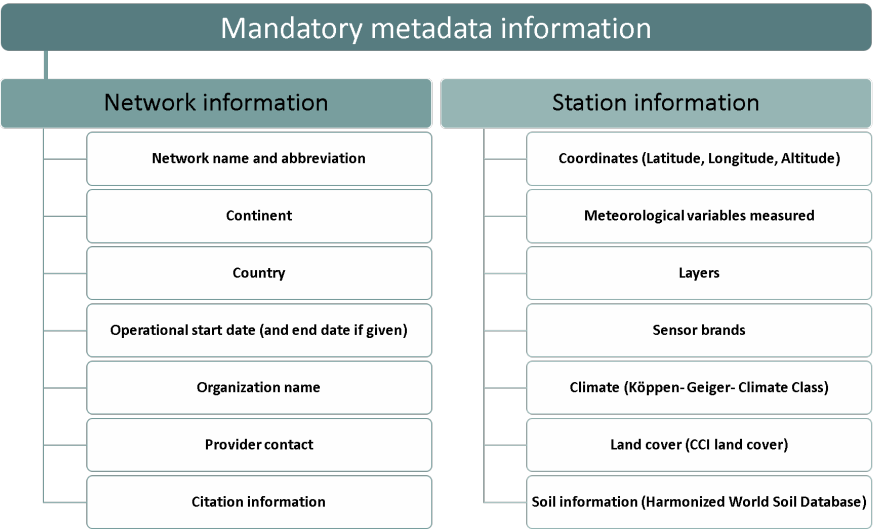 Mandatory metadata information
Network information
Network name and abbreviation
Continent
Country
Operational start date (and end date if given)
Organization name
Provider contact
Citation information
Station information
Coordinates (Latitude, Longitude, Altitude)
Meteorological variables measured
Layers
Sensor brands
Climate (Köppen- Geiger- Climate Class)
Land cover (CCI land cover)
Soil information (Harmonized World Soil Database)